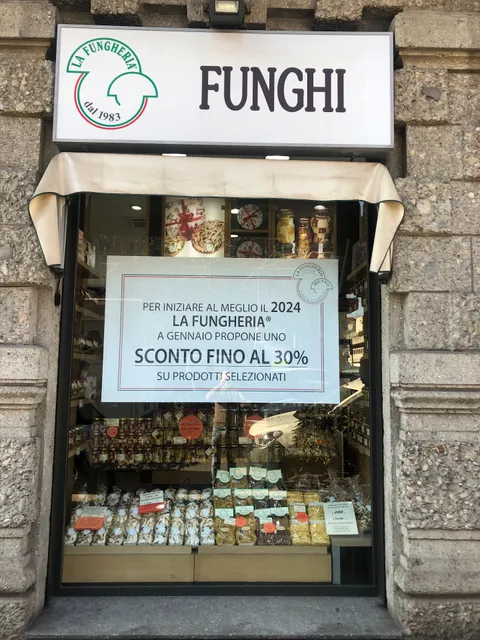 LA FUNGHERIA
dal 1983
FUNGHI
PER INIZIARE AL MEGLIO IL 2024
LA FUNGHERIA®
A GENNAIO PROPONE UNO
SCONTO FINO AL 30%
SU PRODOTTI SELEZIONATI